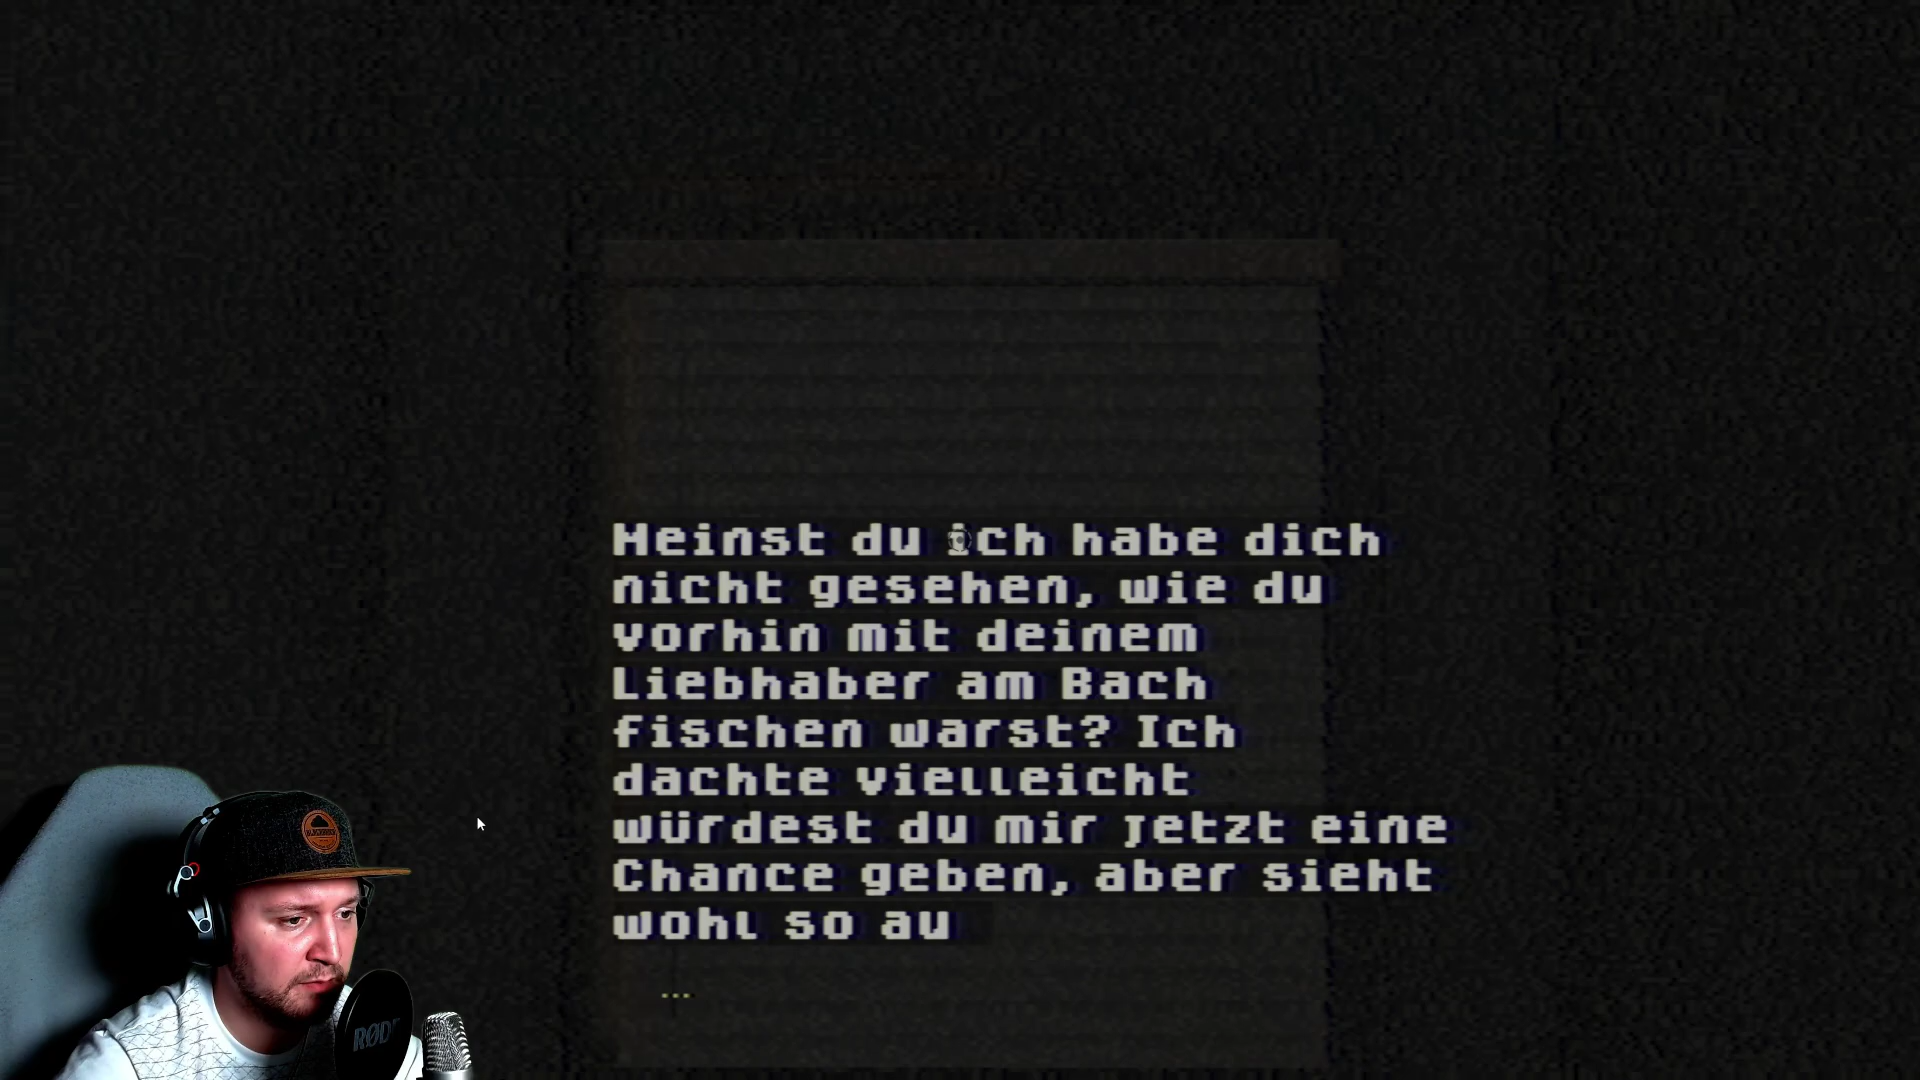 Meinst du ich habe dich
nicht gesehen, wie du
vorhin mit deinem
Liebhaber am Bach
fischen warst? Ich
dachte vielleicht
würdest du mir jetzt eine
Chance geben, aber sieht
wohl so au
...
RØDE